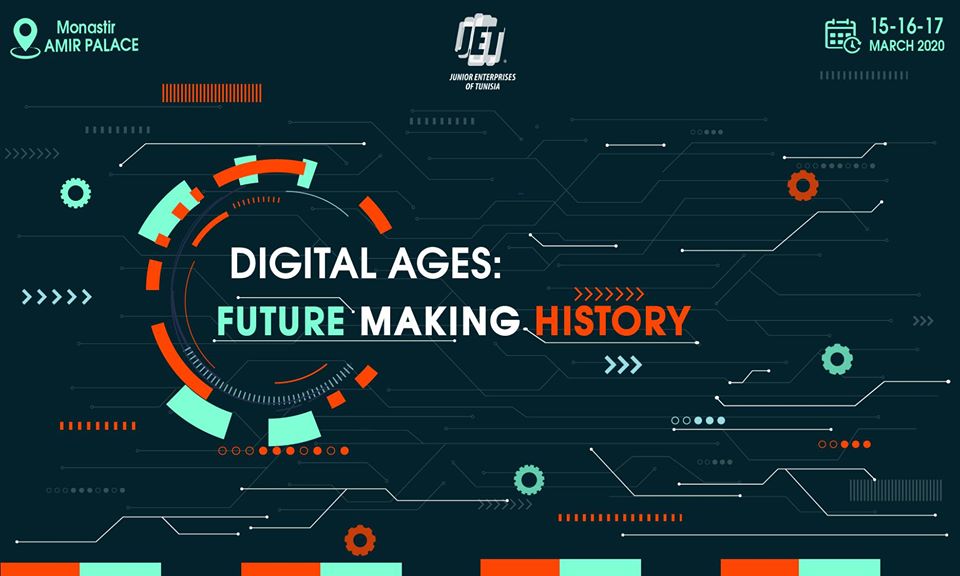 Monastir
AMIR PALACE
JET
JUNIOR ENTERPRISES
OF TUNISIA
15-16-17
MARCH 2020
DIGITAL AGES:
FUTURE MAKING HISTORY